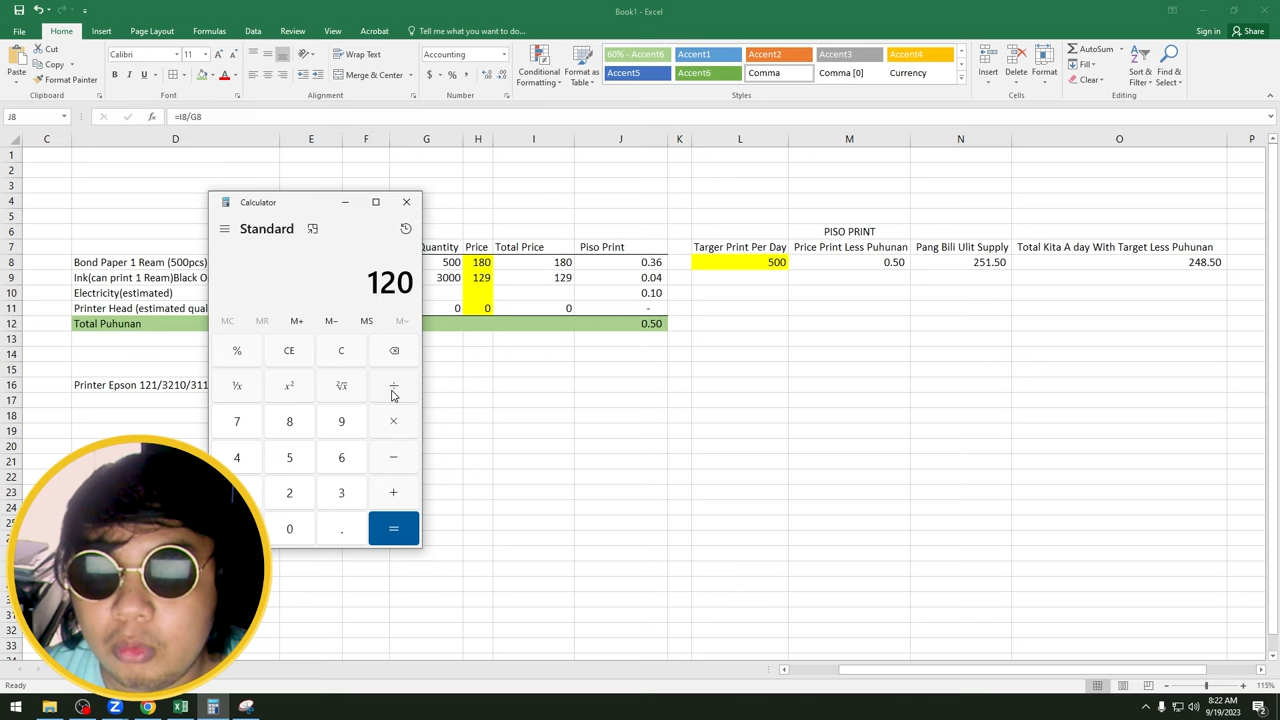 Book1 - Excel
Sign in
Share
File
Home
Insert
Page Layout
Formulas
Data
Review
View
Acrobat
Tell me what you want to do...
Paste
Cut
Copy
Format Painter
Clipboard
Calibri
11
Font
Wrap Text
Merge & Center
Alignment
Accounting
Number
Conditional Formatting
Format as Table
60% - Accent6
Accent1
Accent2
Accent3
Accent4
Accent5
Accent6
Comma
Comma [0]
Currency
Styles
Insert
Delete
Format
Cells
AutoSum
Fill
Clear
Sort & Filter
Find & Select
Editing
J8
=I8/G8
C D E F G H I J K L M N O P
PISO PRINT
Quantity Price Total Price Piso Print Targer Print Per Day Price Print Less Puhunan Pang Bili Ulit Supply Total Kita A day With Target Less Puhunan
Bond Paper 1 Ream (500pcs) 500 180 180 0.36 500 0.50 251.50 248.50
Ink(can print 1 Ream)Black O 3000 129 129 0.04
Electricity(estimated) 0.10
Printer Head (estimated qual 0 0 0 -
Total Puhunan 0.50
Printer Epson 121/3210/311
Calculator
Standard
120
MC MR M+ M− MS M
% CE C
1/x x² ²√x ÷
7 8 9 ×
4 5 6 −
2 3 +
0 . =
Ready
115%
8:22 AM
9/19/2023